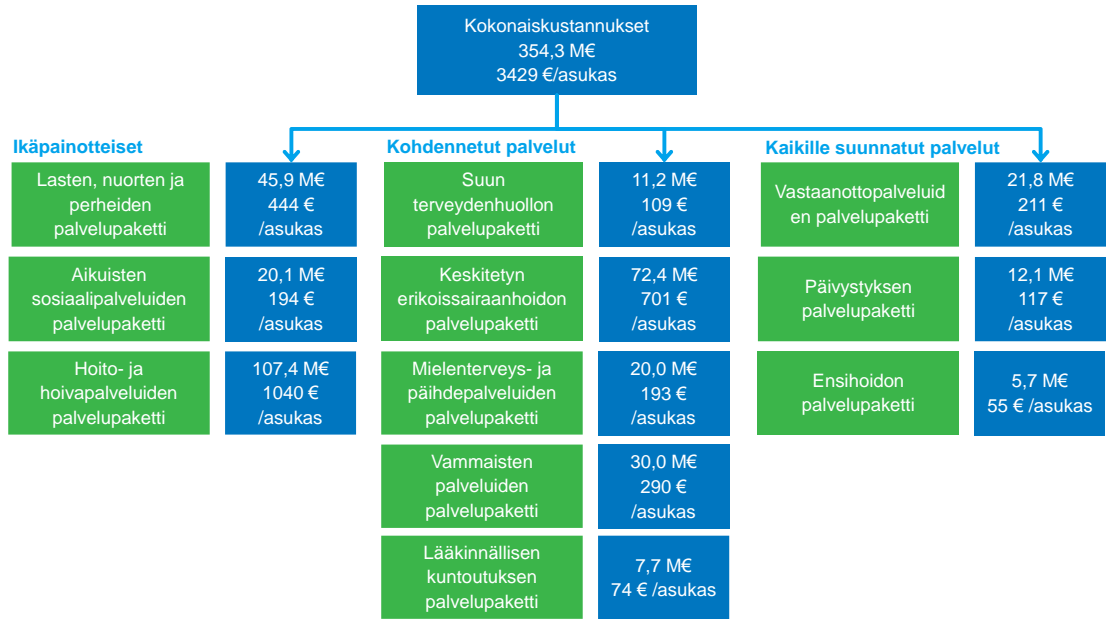 Kokonaiskustannukset
354,3 M€
3429 €/asukas
Ikäpainotteiset
Lasten, nuorten ja
perheiden
palvelupaketti
45,9 M€
444 €
/asukas
Aikuisten
sosiaalipalveluiden
palvelupaketti
20,1 M€
194 €
/asukas
Hoito- ja
hoivapalveluiden
palvelupaketti
107,4 M€
1040 €
/asukas
Kohdennetut palvelut
Suun
terveydenhuollon
palvelupaketti
11,2 M€
109 €
/asukas
Keskitetyn
erikoissairaanhoidon
palvelupaketti
72,4 M€
701 €
/asukas
Mielenterveys- ja
päihdepalveluiden
palvelupaketti
20,0 M€
193 €
/asukas
Vammaisten
palveluiden
palvelupaketti
30,0 M€
290 €
/asukas
Lääkinnällisen
kuntoutuksen
palvelupaketti
7,7 M€
74 € /asukas
Kaikille suunnatut palvelut
Vastaanottopalveluid
en palvelupaketti
21,8 M€
211 €
/asukas
Päivystyksen
palvelupaketti
12,1 M€
117 €
/asukas
Ensihoidon
palvelupaketti
5,7 M€
55 € /asukas